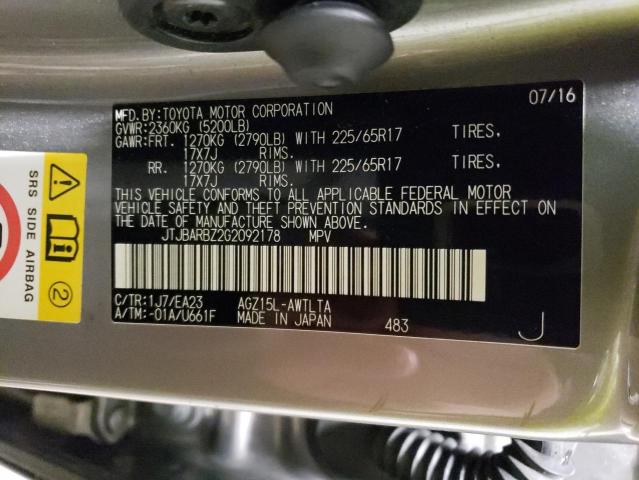 MFD. BY:TOYOTA MOTOR CORPORATION 07/16
GVWR:2360KG (5200LB)
GAWR:FRT. 1270KG (2790LB) WITH 225/65R17 TIRES.
17X7J RIMS.
RR. 1270KG (2790LB) WITH 225/65R17 TIRES.
17X7J RIMS.
THIS VEHICLE CONFORMS TO ALL APPLICABLE FEDERAL MOTOR
VEHICLE SAFETY AND THEFT PREVENTION STANDARDS IN EFFECT ON
THE DATE OF MANUFACTURE SHOWN ABOVE.
JTJBARBZ2G2092178 MPV
C/TR:1J7/EA23 AGZ15L-AWTLTA
A/TM:-01A/U661F MADE IN JAPAN 483 J
SRS SIDE AIRBAG
2